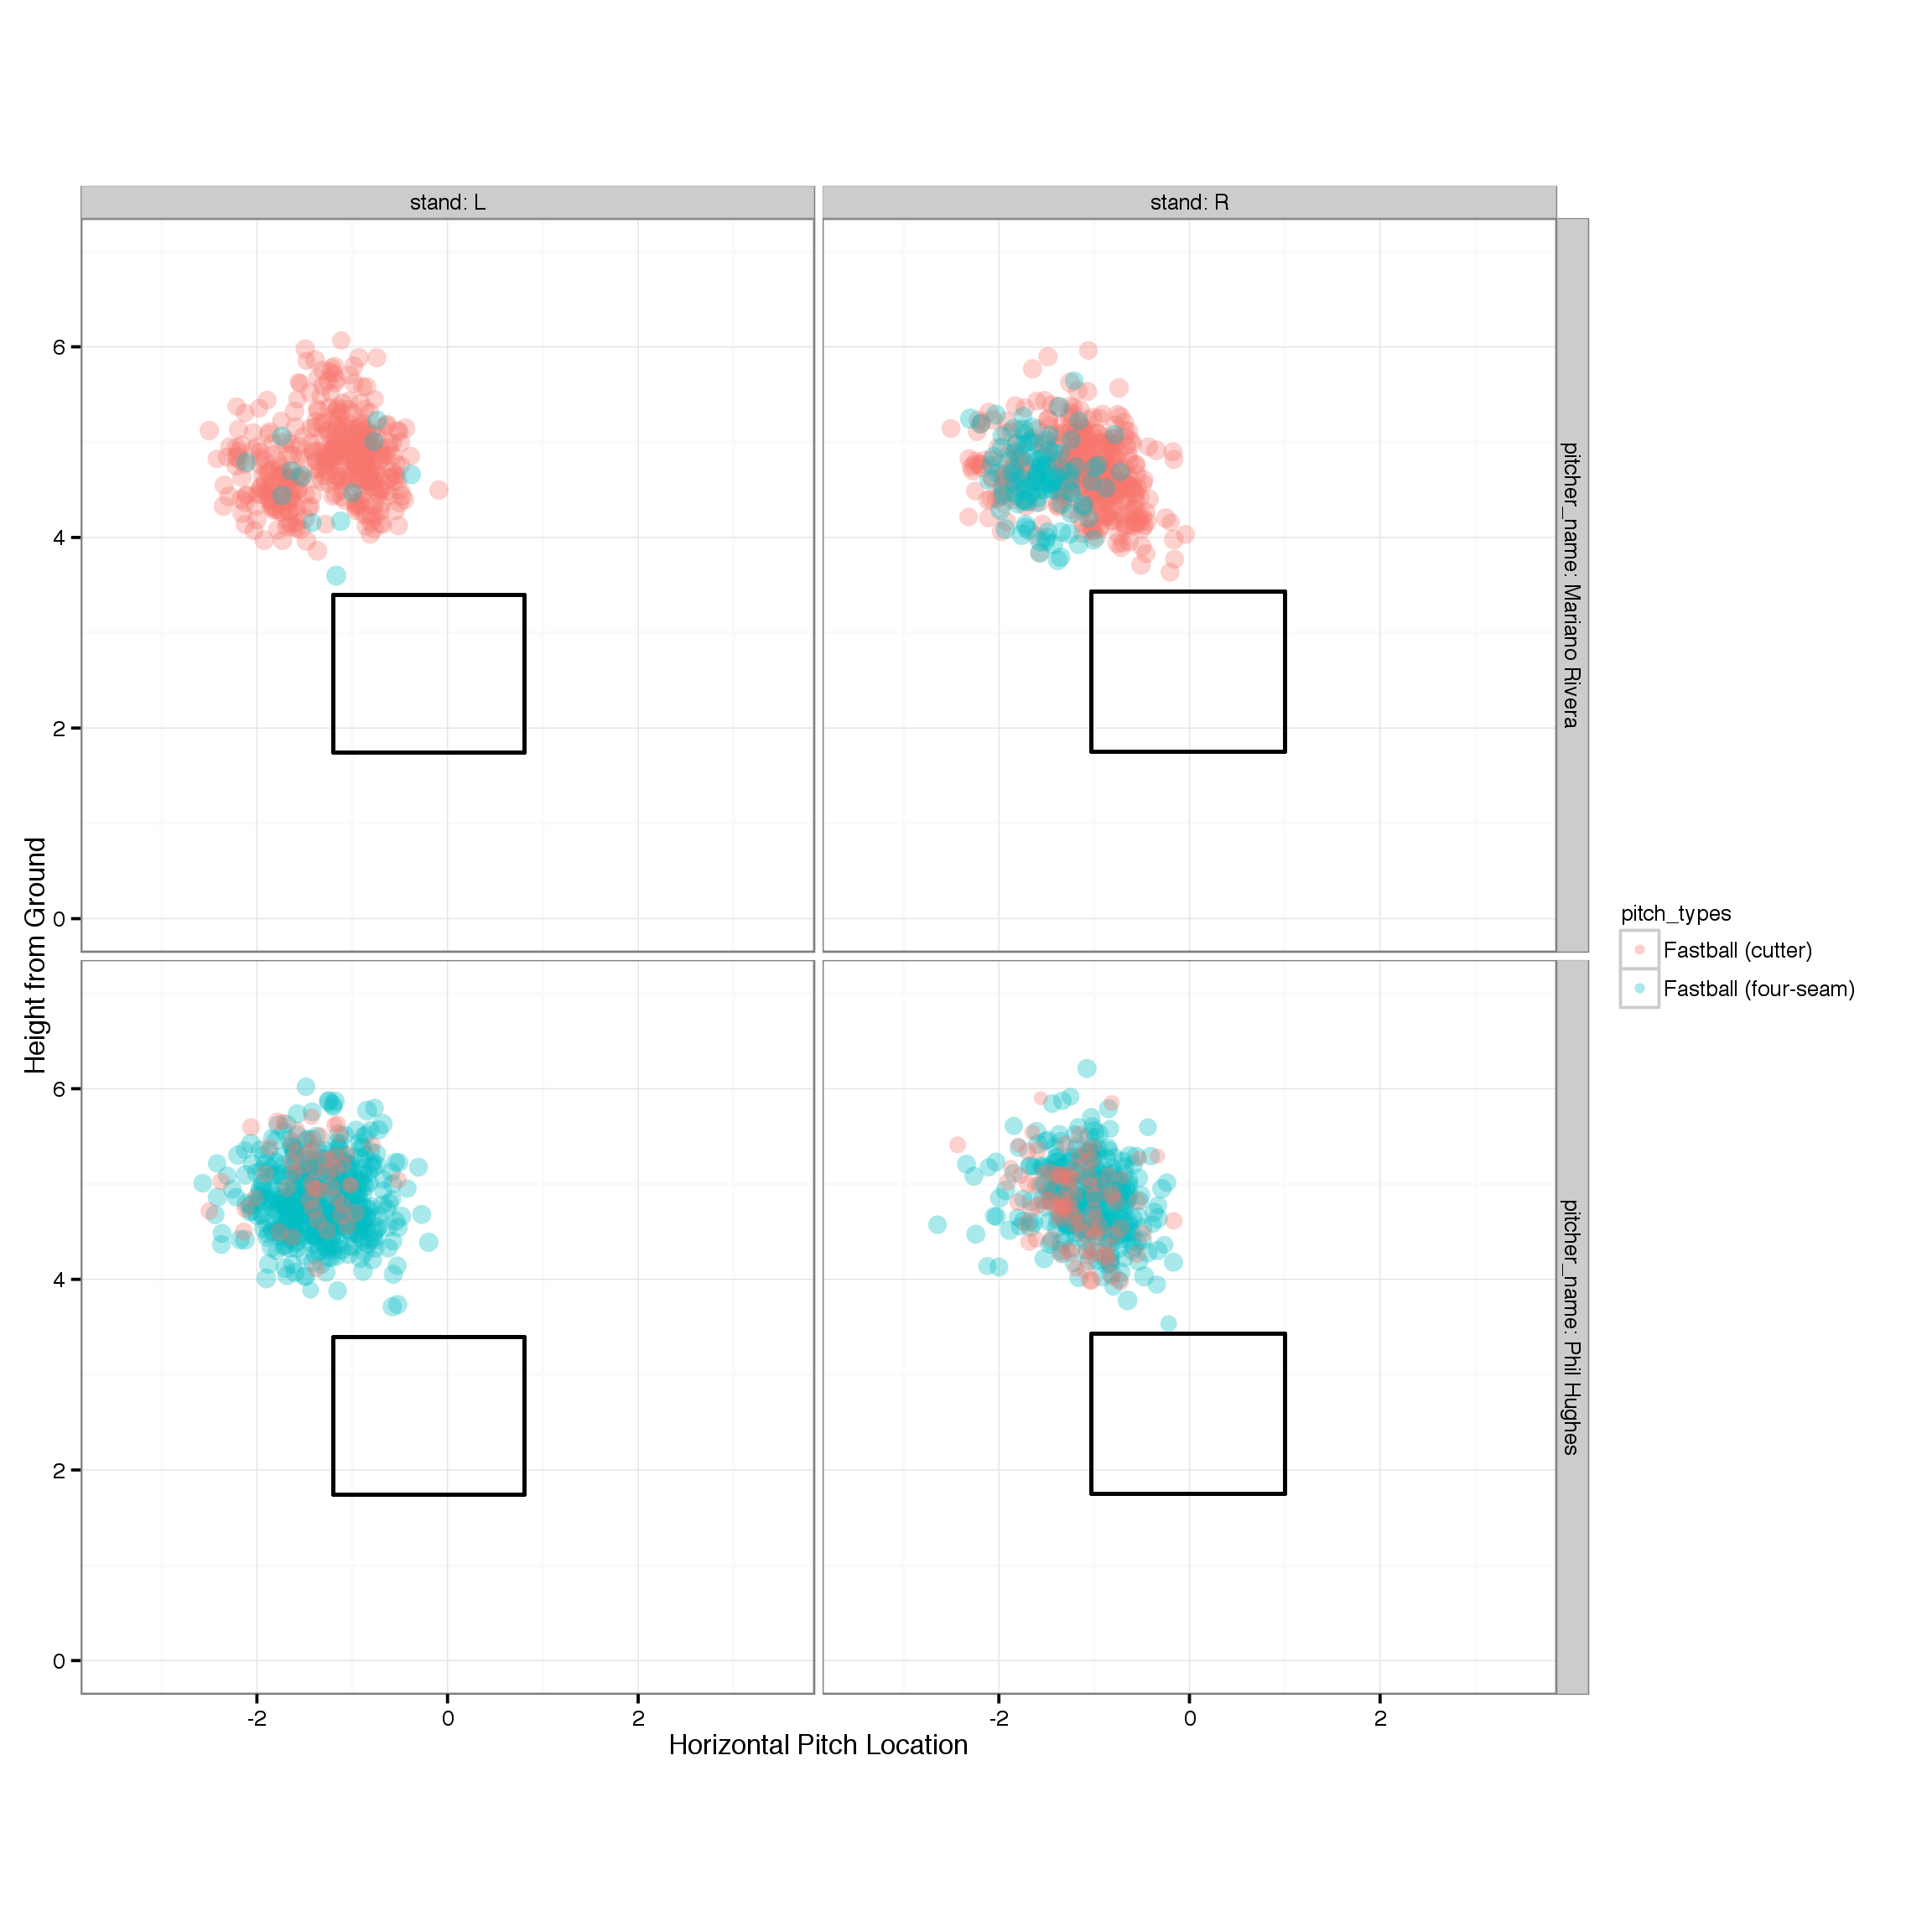 stand: L
stand: R
pitcher_name: Mariano Rivera
6
4
2
0
pitcher_name: Phil Hughes
6
4
2
0
-2
0
2
-2
0
2
Horizontal Pitch Location
Height from Ground
pitch_types
Fastball (cutter)
Fastball (four-seam)